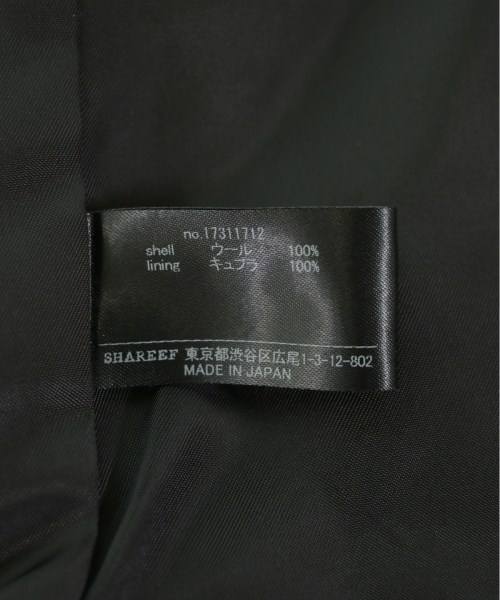 no.17311712
shell ウール 100%
lining キュプラ 100%
SHAREEF 東京都渋谷区広尾1-3-12-802
MADE IN JAPAN